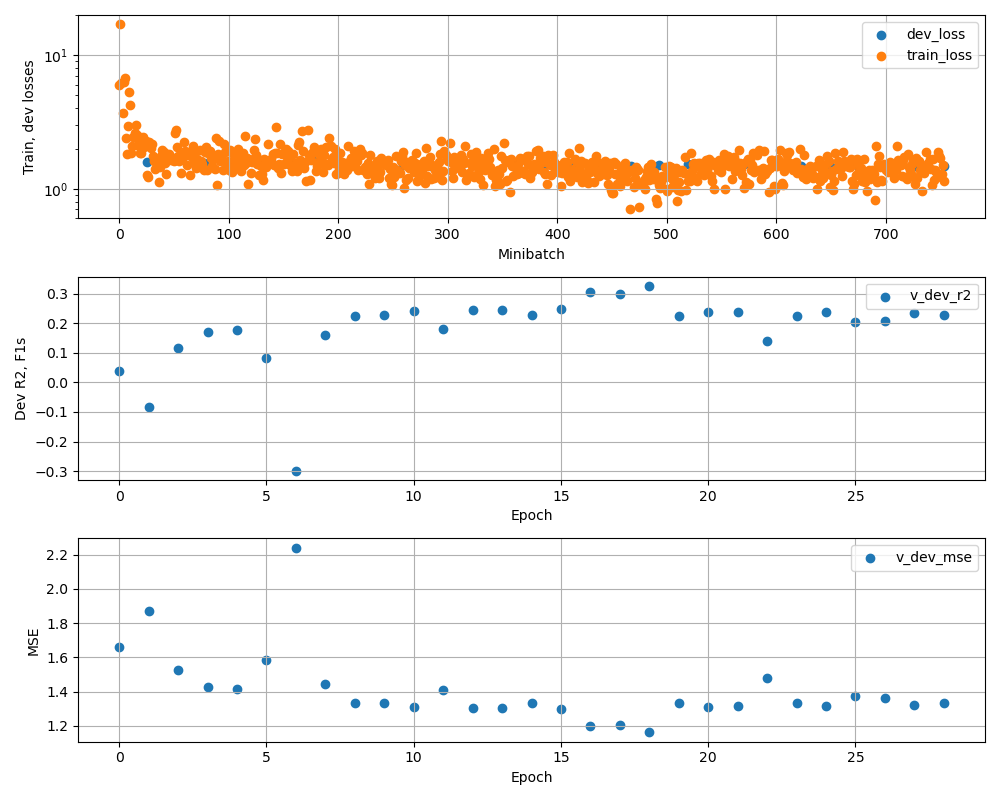 Train, dev losses
10¹
10⁰
dev_loss
train_loss
0 100 200 300 400 500 600 700
Minibatch
Dev R2, F1s
0.3
0.2
0.1
0.0
−0.1
−0.2
−0.3
v_dev_r2
0 5 10 15 20 25
Epoch
MSE
2.2
2.0
1.8
1.6
1.4
1.2
v_dev_mse
0 5 10 15 20 25
Epoch